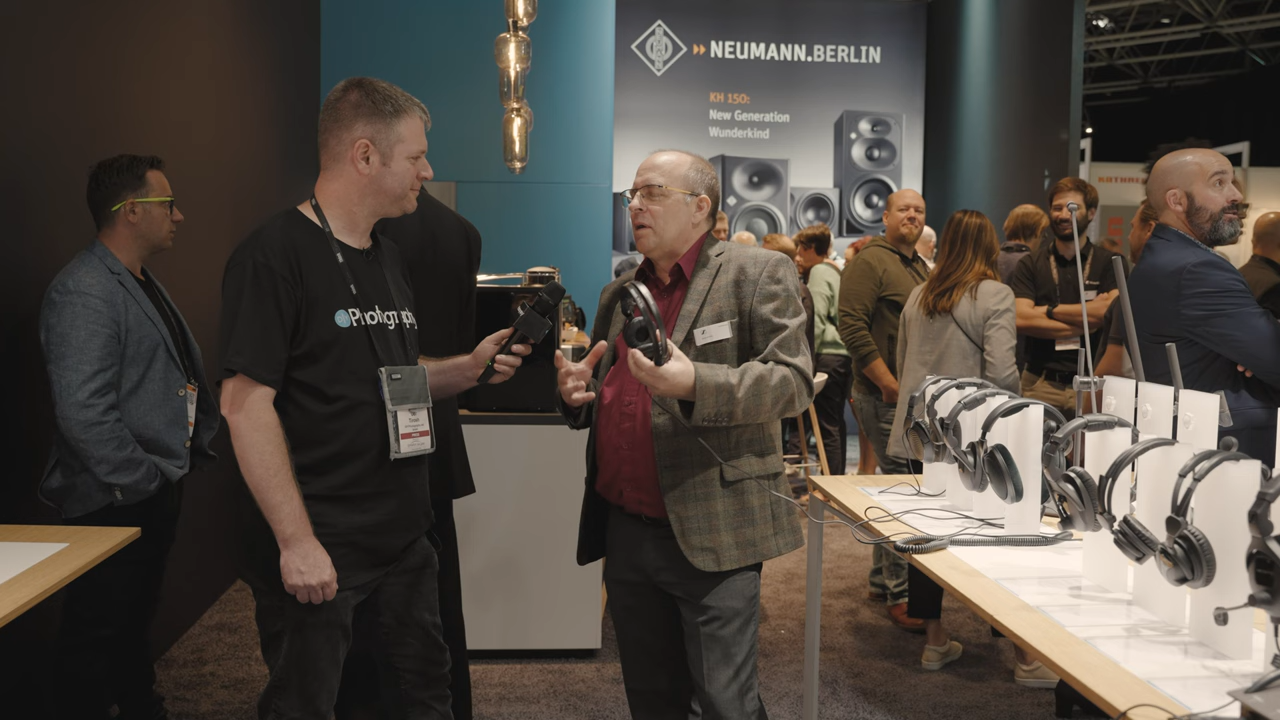 NEUMANN.BERLIN
KH 150:
New Generation
Wunderkind
Photography